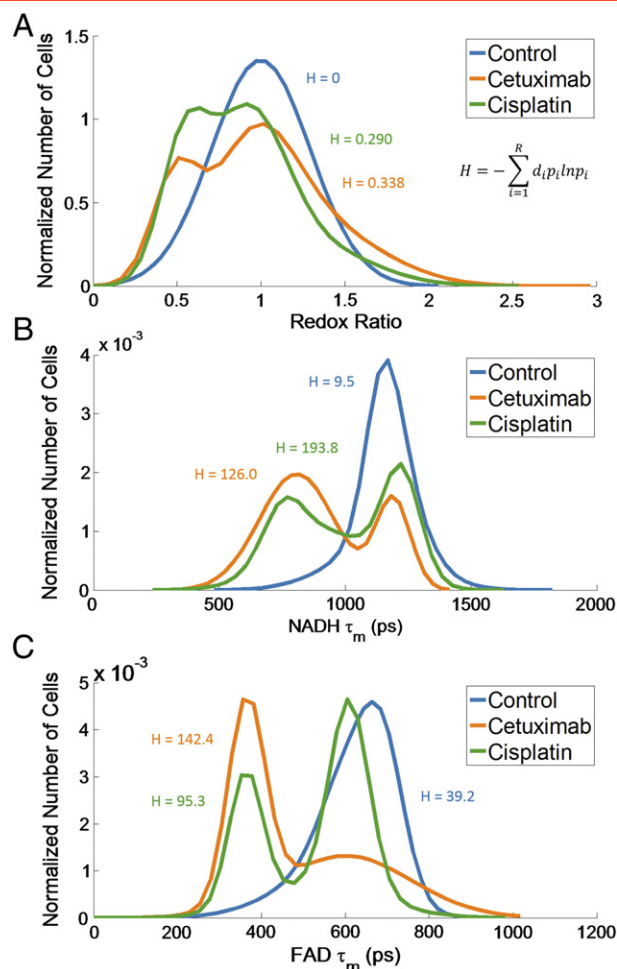 A
Normalized Number of Cells
1.5
1
0.5
0
Control
Cetuximab
Cisplatin
H = 0
H = 0.290
H = 0.338
H = -\sum_{i=1}^{R} d_i p_i ln p_i
0 0.5 1 1.5 2 2.5 3
Redox Ratio
B
x 10⁻³
Normalized Number of Cells
4
3
2
1
0
Control
Cetuximab
Cisplatin
H = 9.5
H = 193.8
H = 126.0
0 500 1000 1500 2000
NADH τm (ps)
C
x 10⁻³
Normalized Number of Cells
5
4
3
2
1
0
Control
Cetuximab
Cisplatin
H = 142.4
H = 95.3
H = 39.2
0 200 400 600 800 1000 1200
FAD τm (ps)